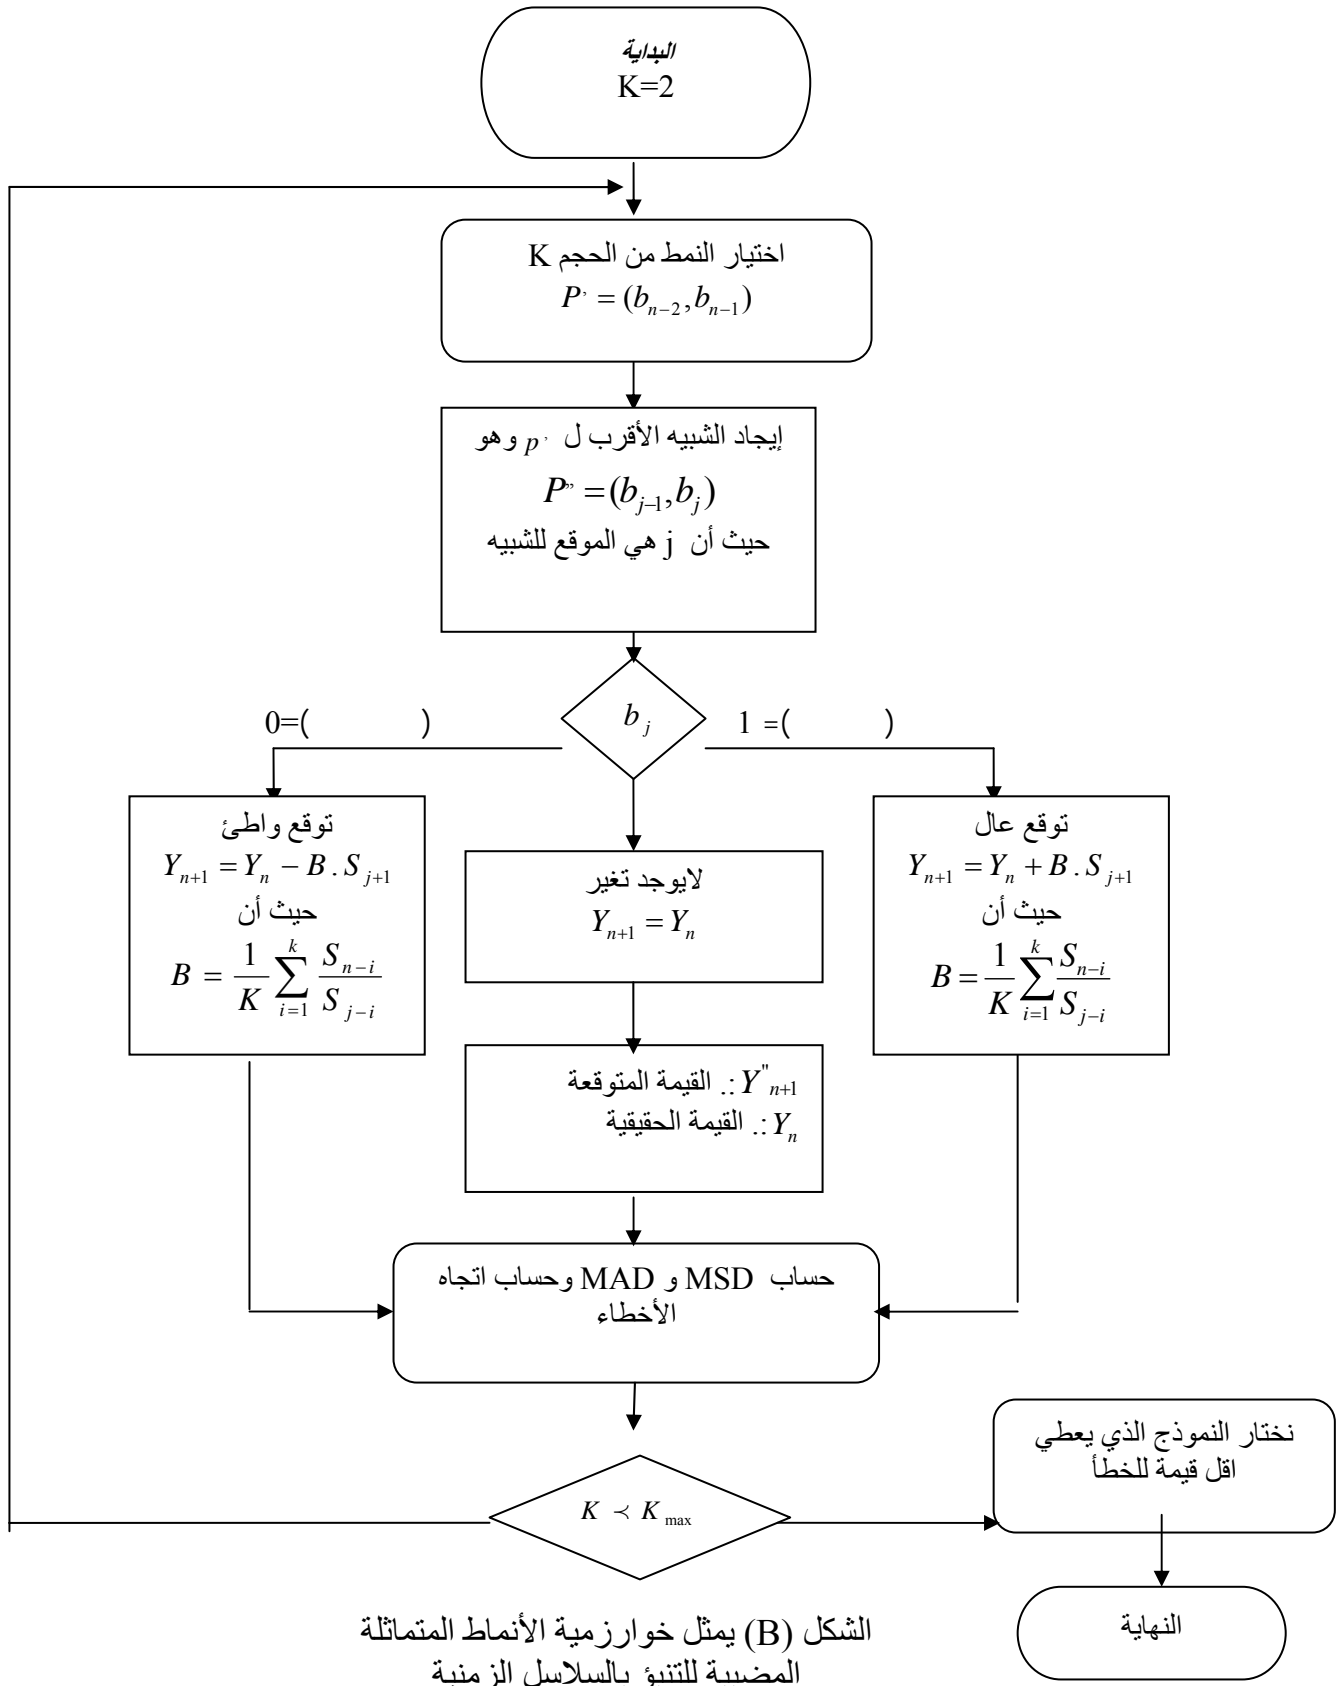 البداية
K=2
اختيار النمط من الحجم K
P' = (b_{n-2}, b_{n-1})
إيجاد الشبيه الأقرب ل p' وهو
P'' = (b_{j-1}, b_j)
حيث أن j هي الموقع للشبيه
b_j
1 =( )
0=( )
توقع عال
Y_{n+1} = Y_n + B . S_{j+1}
حيث أن
B = \frac{1}{K} \sum_{i=1}^{k} \frac{S_{n-i}}{S_{j-i}}
لايوجد تغير
Y_{n+1} = Y_n
توقع واطئ
Y_{n+1} = Y_n - B . S_{j+1}
حيث أن
B = \frac{1}{K} \sum_{i=1}^{k} \frac{S_{n-i}}{S_{j-i}}
Y"_{n+1} :. القيمة المتوقعة
Y_n :. القيمة الحقيقية
حساب MSD و MAD وحساب اتجاه
الأخطاء
K ≺ K_{max}
نختار النموذج الذي يعطي
اقل قيمة للخطأ
النهاية
الشكل (B) يمثل خوارزمية الأنماط المتماثلة
المضببة للتنبؤ بالسلاسل الزمنية